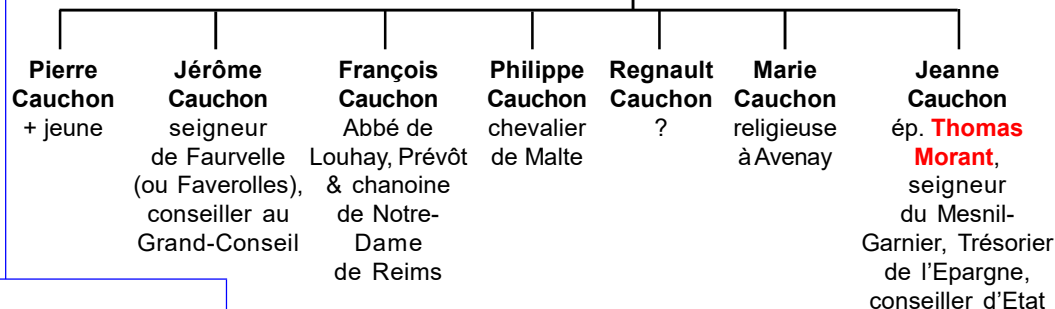 Pierre
Cauchon
+ jeune
Jérôme
Cauchon
seigneur
de Faurvelle
(ou Faverolles),
conseiller au
Grand-Conseil
François
Cauchon
Abbé de
Louhay, Prévôt
& chanoine
de Notre-
Dame
de Reims
Philippe
Cauchon
chevalier
de Malte
Regnault
Cauchon
?
Marie
Cauchon
religieuse
à Avenay
Jeanne
Cauchon
ép. Thomas
Morant,
seigneur
du Mesnil-
Garnier, Trésorier
de l'Epargne,
conseiller d'Etat